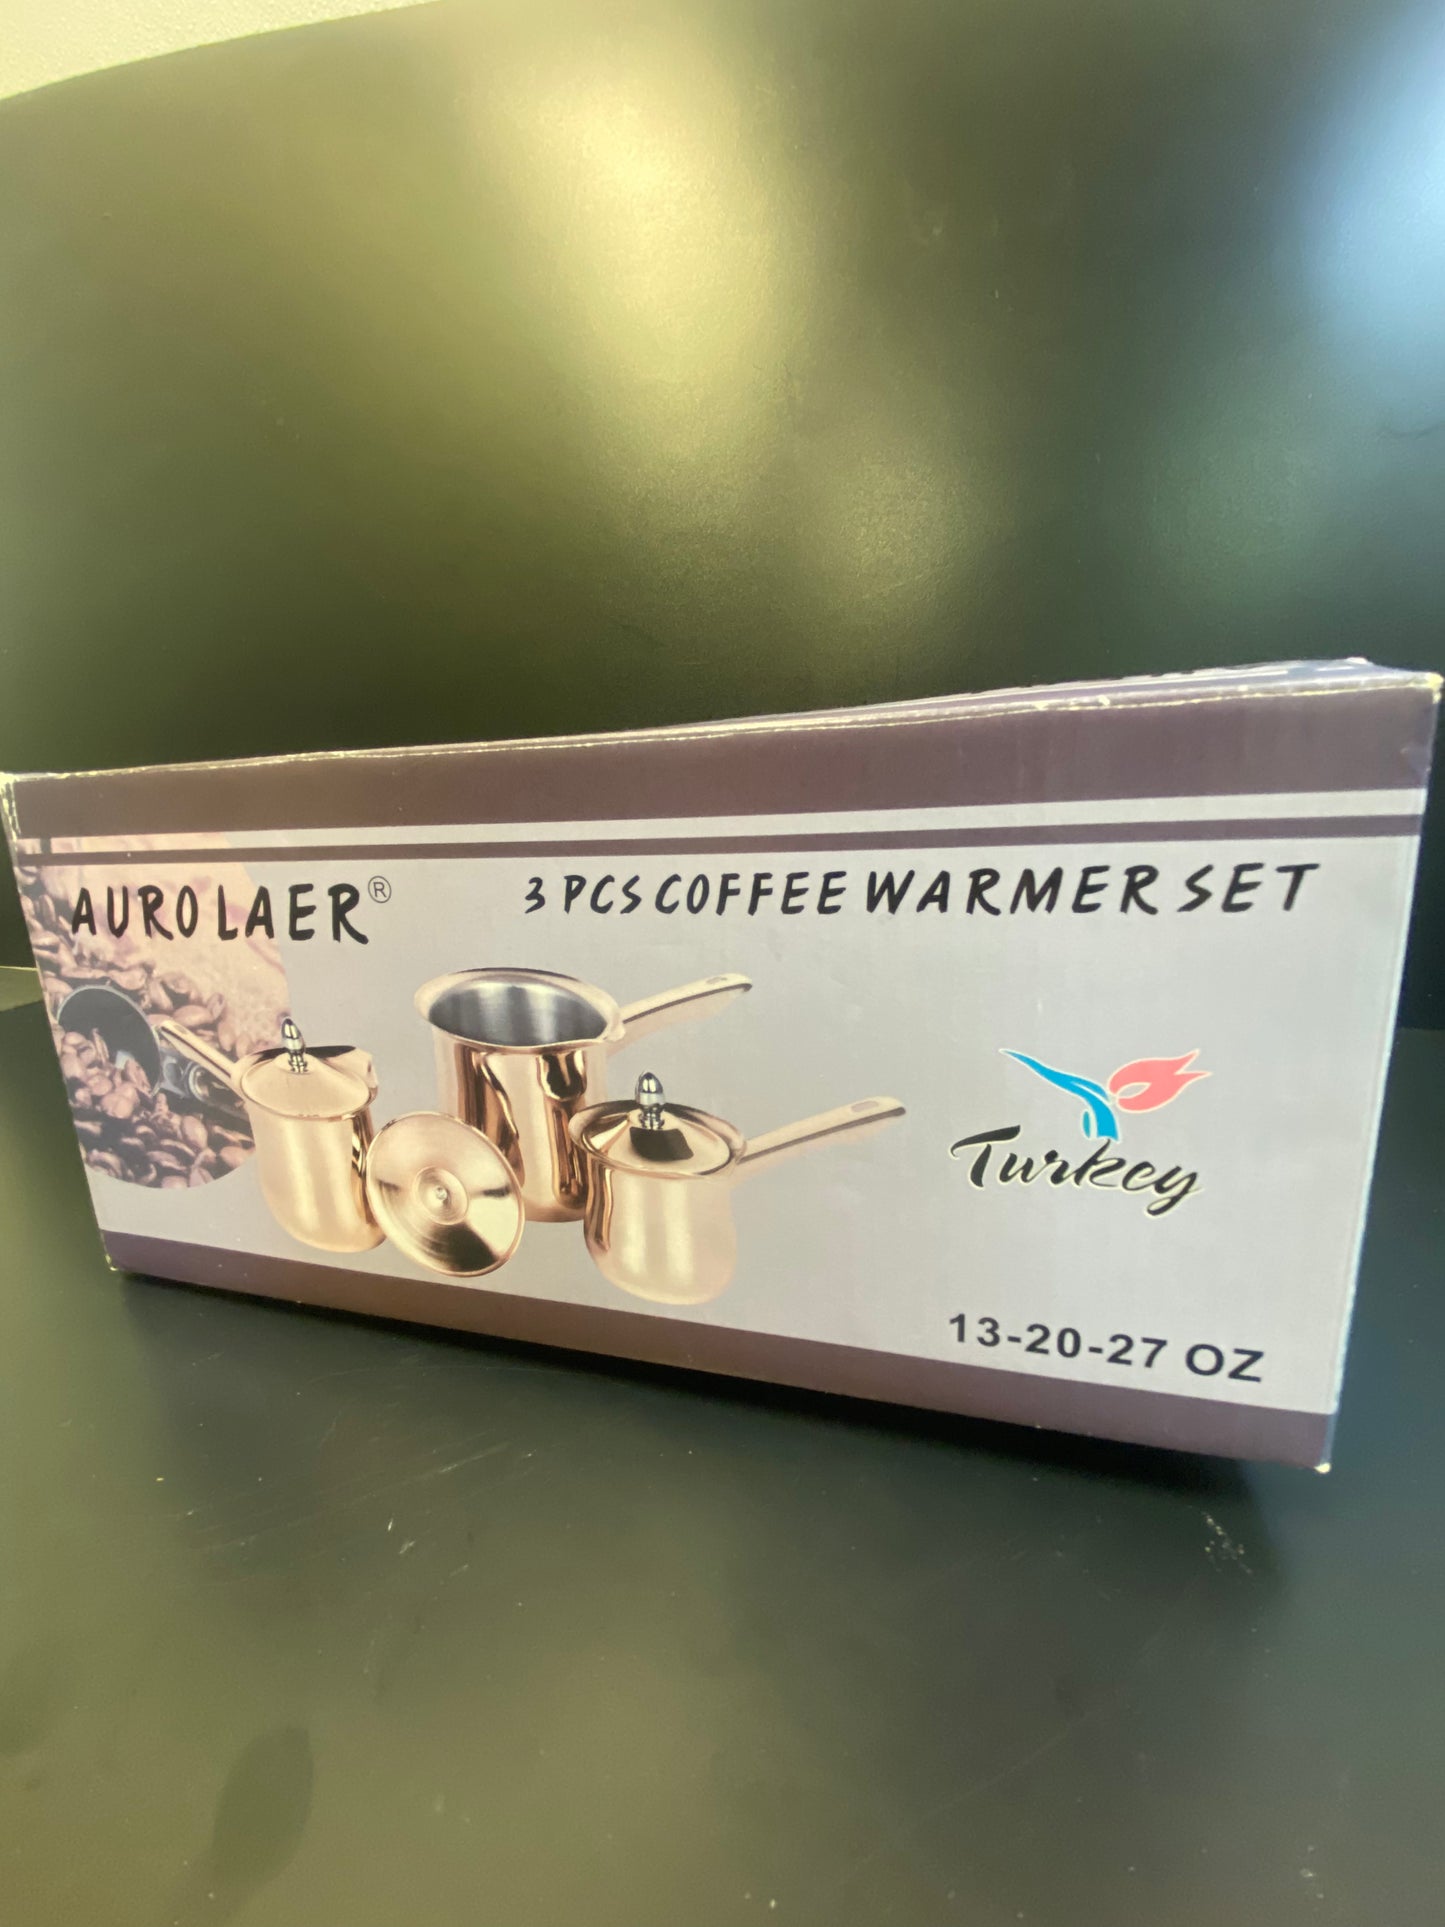 AURO LAER®
3 PCS COFFEE WARMER SET
Turkey
13-20-27 OZ